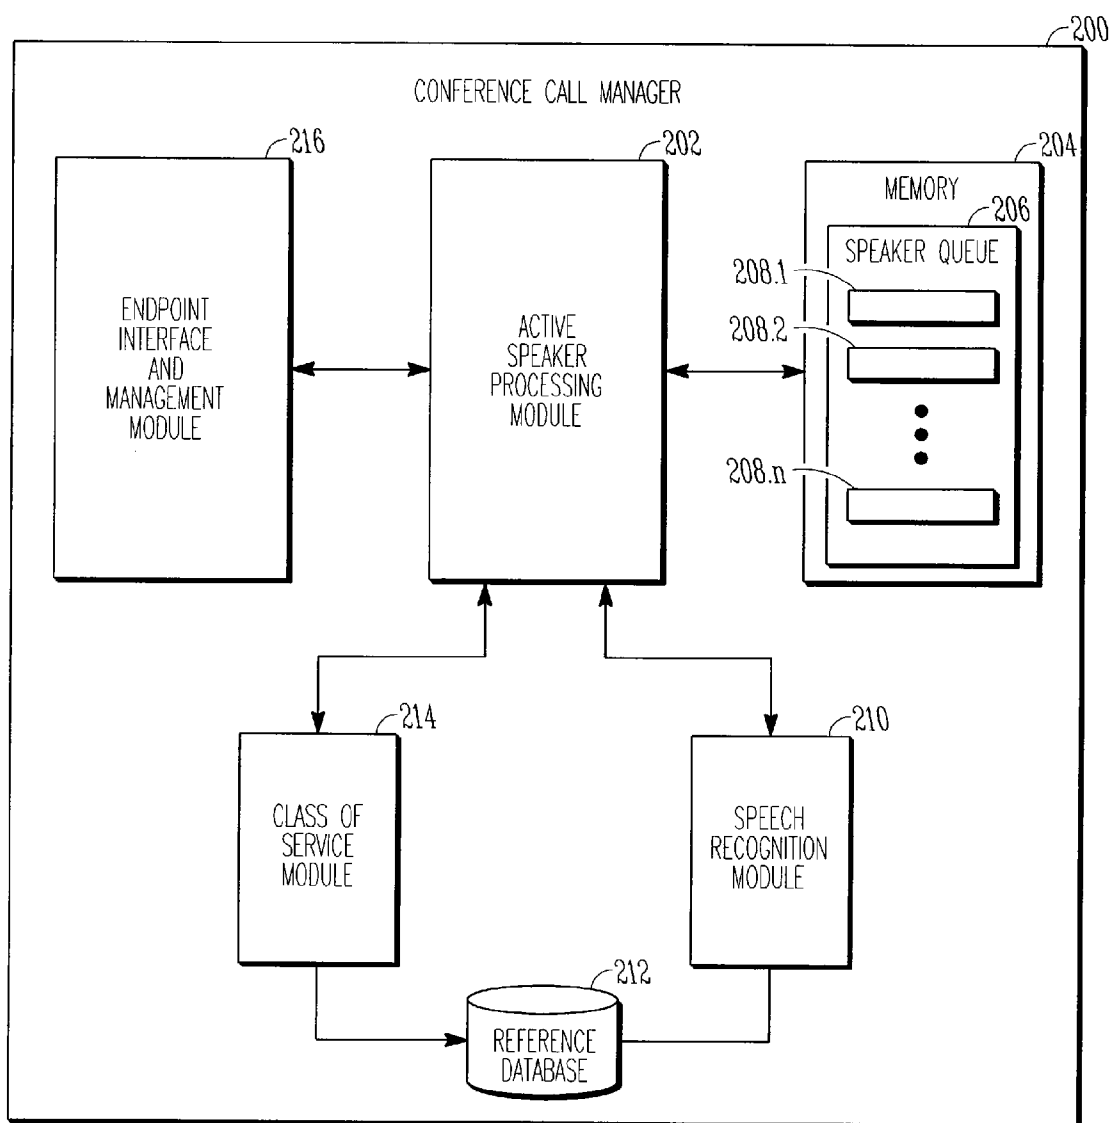 200
CONFERENCE CALL MANAGER
216
202
204
ENDPOINT
INTERFACE
AND
MANAGEMENT
MODULE
ACTIVE
SPEAKER
PROCESSING
MODULE
MEMORY
206
SPEAKER QUEUE
208.1
208.2
208.n
214
210
CLASS OF
SERVICE
MODULE
SPEECH
RECOGNITION
MODULE
212
REFERENCE
DATABASE